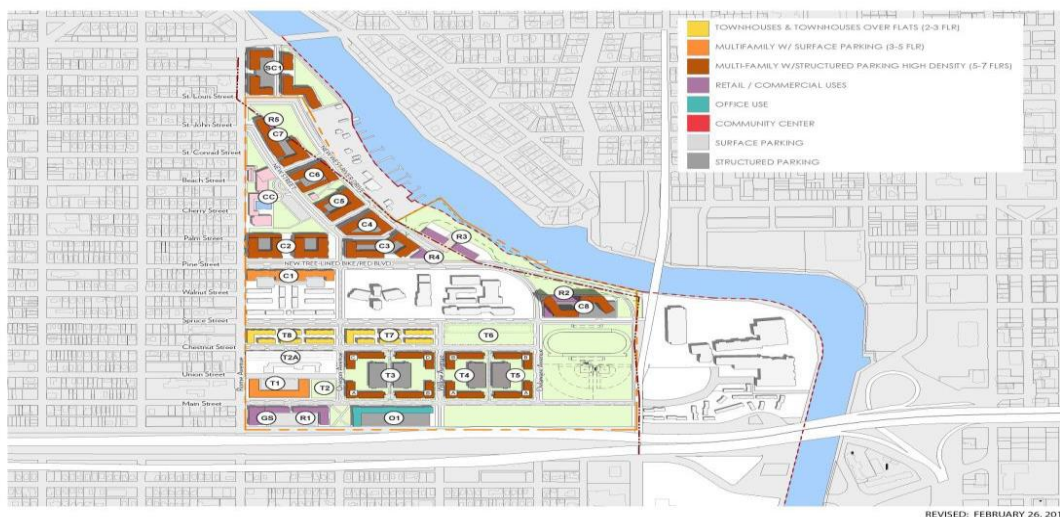 TOWNHOUSES & TOWNHOUSES OVER FLATS (2-3 FLR)
MULTIFAMILY W/ SURFACE PARKING (3-5 FLR)
MULTI-FAMILY W/STRUCTURED PARKING HIGH DENSITY (5-7 FLRS)
RETAIL / COMMERCIAL USES
OFFICE USE
COMMUNITY CENTER
SURFACE PARKING
STRUCTURED PARKING
SC1
St. Louis Street
R5
St. John Street
C7
St. Conrad Street
C6
Beach Street
CC
C5
Cherry Street
C4
R3
Palm Street
C2
C3
R4
Pine Street
NEW TREE-LINED BIKE/PED BLVD
C1
Walnut Street
R2
C8
Spruce Street
T8
T7
T6
Chestnut Street
T2A
Union Street
T3
T4
T5
T1
T2
Main Street
GS
R1
O1
Rome Avenue
Oregon Avenue
REVISED: FEBRUARY 26, 201